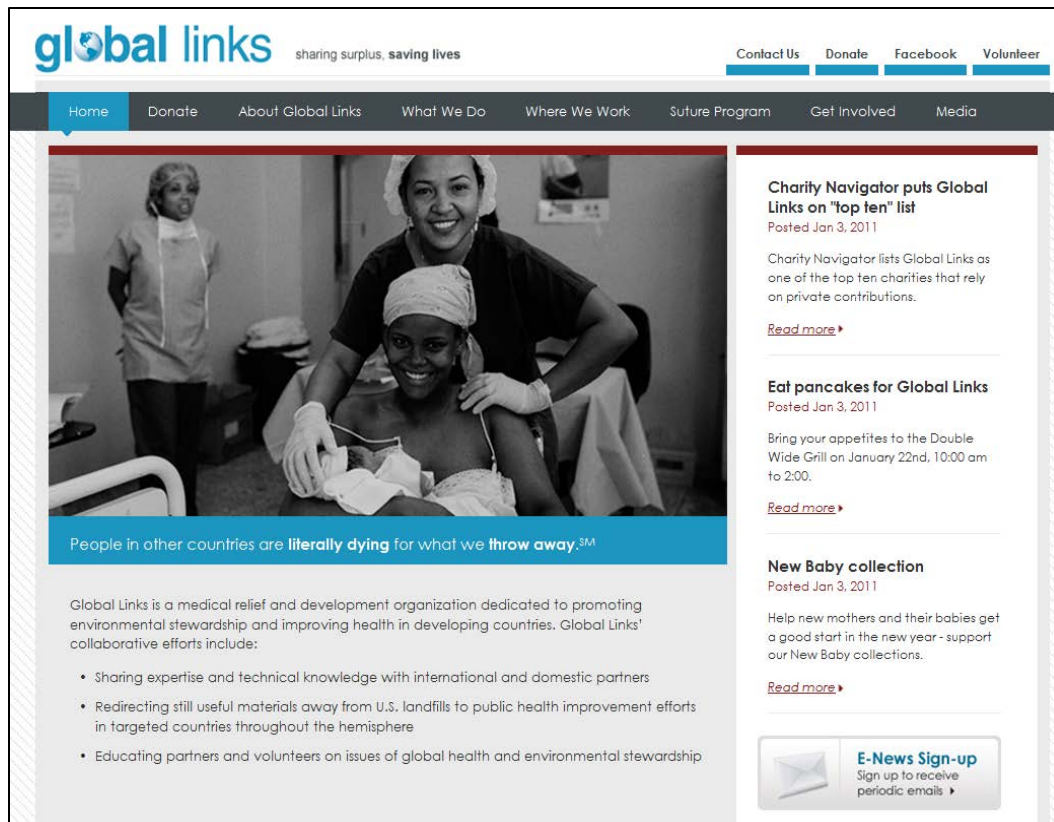 global links
sharing surplus, saving lives
Contact Us Donate Facebook Volunteer
Home Donate About Global Links What We Do Where We Work Suture Program Get Involved Media
People in other countries are literally dying for what we throw away.℠
Global Links is a medical relief and development organization dedicated to promoting
environmental stewardship and improving health in developing countries. Global Links'
collaborative efforts include:
• Sharing expertise and technical knowledge with international and domestic partners
• Redirecting still useful materials away from U.S. landfills to public health improvement efforts
in targeted countries throughout the hemisphere
• Educating partners and volunteers on issues of global health and environmental stewardship
Charity Navigator puts Global
Links on "top ten" list
Posted Jan 3, 2011
Charity Navigator lists Global Links as
one of the top ten charities that rely
on private contributions.
Read more
Eat pancakes for Global Links
Posted Jan 3, 2011
Bring your appetites to the Double
Wide Grill on January 22nd, 10:00 am
to 2:00.
Read more
New Baby collection
Posted Jan 3, 2011
Help new mothers and their babies get
a good start in the new year - support
our New Baby collections.
Read more
E-News Sign-up
Sign up to receive
periodic emails